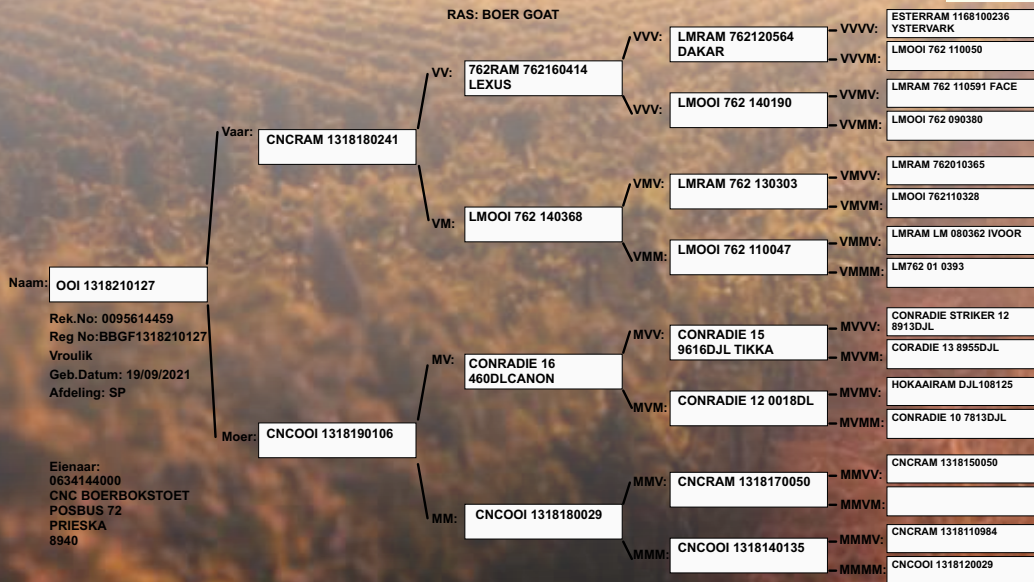 RAS: BOER GOAT
Naam: OOI 1318210127
Rek.No: 0095614459
Reg No:BBGF1318210127
Vroulik
Geb.Datum: 19/09/2021
Afdeling: SP
Eienaar:
0634144000
CNC BOERBOKSTOET
POSBUS 72
PRIESKA
8940
Vaar: CNCRAM 1318180241
Moer: CNCOOI 1318190106
VV: 762RAM 762160414
LEXUS
VM: LMOOI 762 140368
MV: CONRADIE 16
460DLCANON
MM: CNCOOI 1318180029
VVV: LMRAM 762120564
DAKAR
VVV: LMOOI 762 140190
VMV: LMRAM 762 130303
VMM: LMOOI 762 110047
MVV: CONRADIE 15
9616DJL TIKKA
MVM: CONRADIE 12 0018DL
MMV: CNCRAM 1318170050
MMM: CNCOOI 1318140135
VVVV: ESTERRAM 1168100236
YSTERVARK
VVVM: LMOOI 762 110050
VVMV: LMRAM 762 110591 FACE
VVMM: LMOOI 762 090380
VMVV: LMRAM 762010365
VMVM: LMOOI 762110328
VMMV: LMRAM LM 080362 IVOOR
VMMM: LM762 01 0393
MVVV: CONRADIE STRIKER 12
8913DJL
MVVM: CORADIE 13 8955DJL
MVMV: HOKAAIRAM DJL108125
MVMM: CONRADIE 10 7813DJL
MMVV: CNCRAM 1318150050
MMVM:
MMMV: CNCRAM 1318110984
MMMM: CNCOOI 1318120029